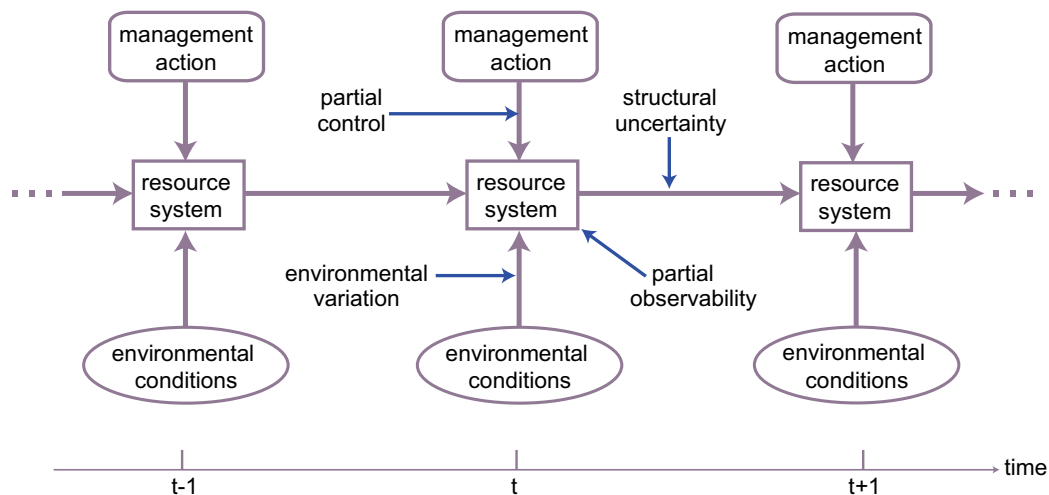 management
action
management
action
management
action
partial
control
structural
uncertainty
resource
system
resource
system
resource
system
environmental
variation
partial
observability
environmental
conditions
environmental
conditions
environmental
conditions
time
t-1
t
t+1